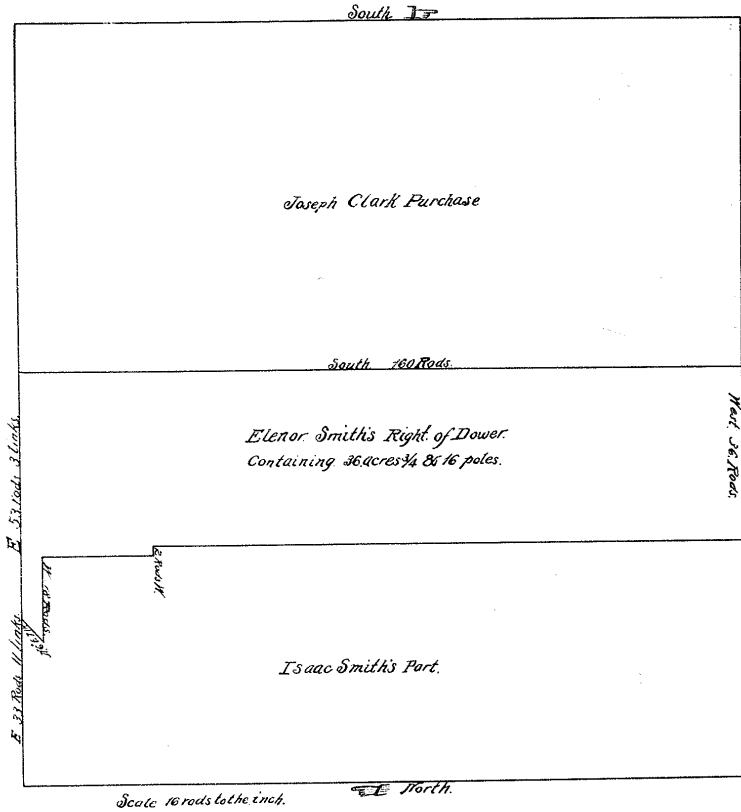 South
Joseph Clark Purchase
South 160 Rods.
Elenor Smith's Right of Dower.
Containing 36 acres 3/4 & 16 poles.
West 36 Rods.
E 53 rods 3 links.
2 Rods W.
Rods.
E 33 Rods 11 links.
Isaac Smith's Part.
North.
Scale 16 rods to the inch.